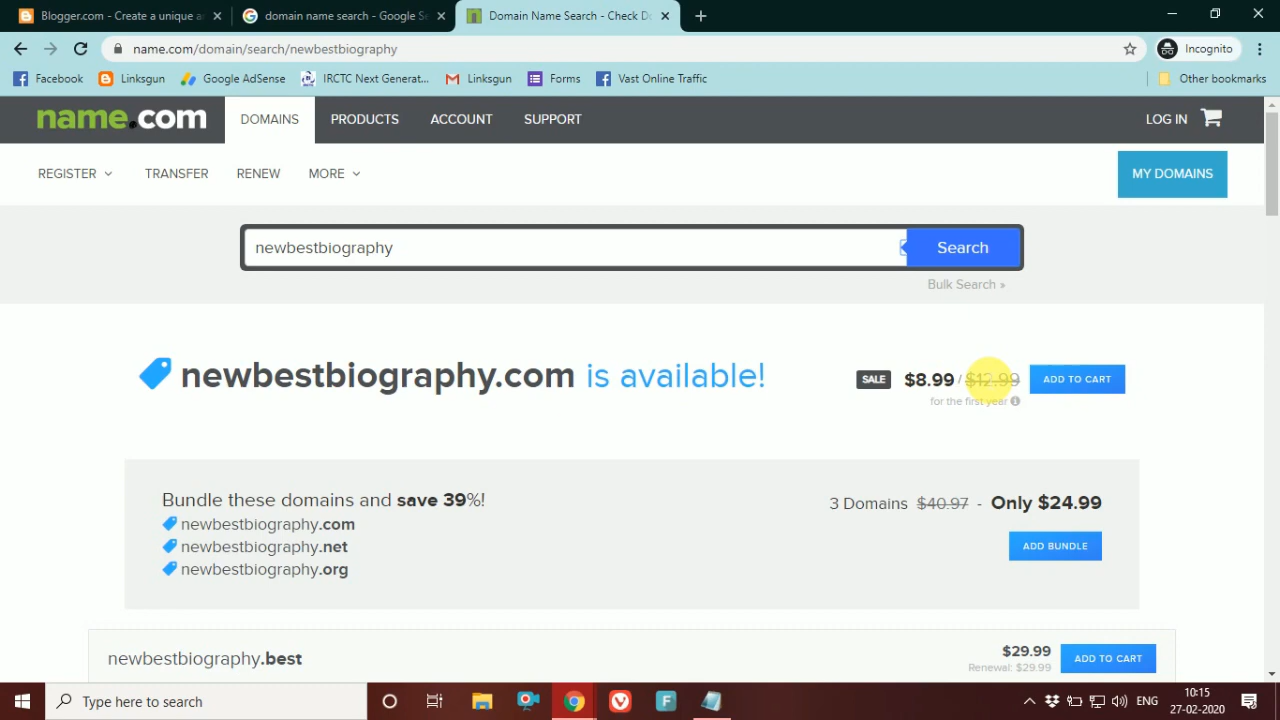 Blogger.com - Create a unique a
domain name search - Google Se
Domain Name Search - Check Do
name.com/domain/search/newbestbiography
Incognito
Facebook
Linksgun
Google AdSense
IRCTC Next Generat...
Linksgun
Forms
Vast Online Traffic
Other bookmarks
name.com
DOMAINS
PRODUCTS
ACCOUNT
SUPPORT
LOG IN
REGISTER
TRANSFER
RENEW
MORE
MY DOMAINS
newbestbiography
Search
Bulk Search »
newbestbiography.com is available!
SALE
$8.99 / $12.99
ADD TO CART
for the first year
Bundle these domains and save 39%!
3 Domains $40.97 - Only $24.99
newbestbiography.com
newbestbiography.net
ADD BUNDLE
newbestbiography.org
newbestbiography.best
$29.99
Renewal: $29.99
ADD TO CART
Type here to search
ENG
10:15
27-02-2020